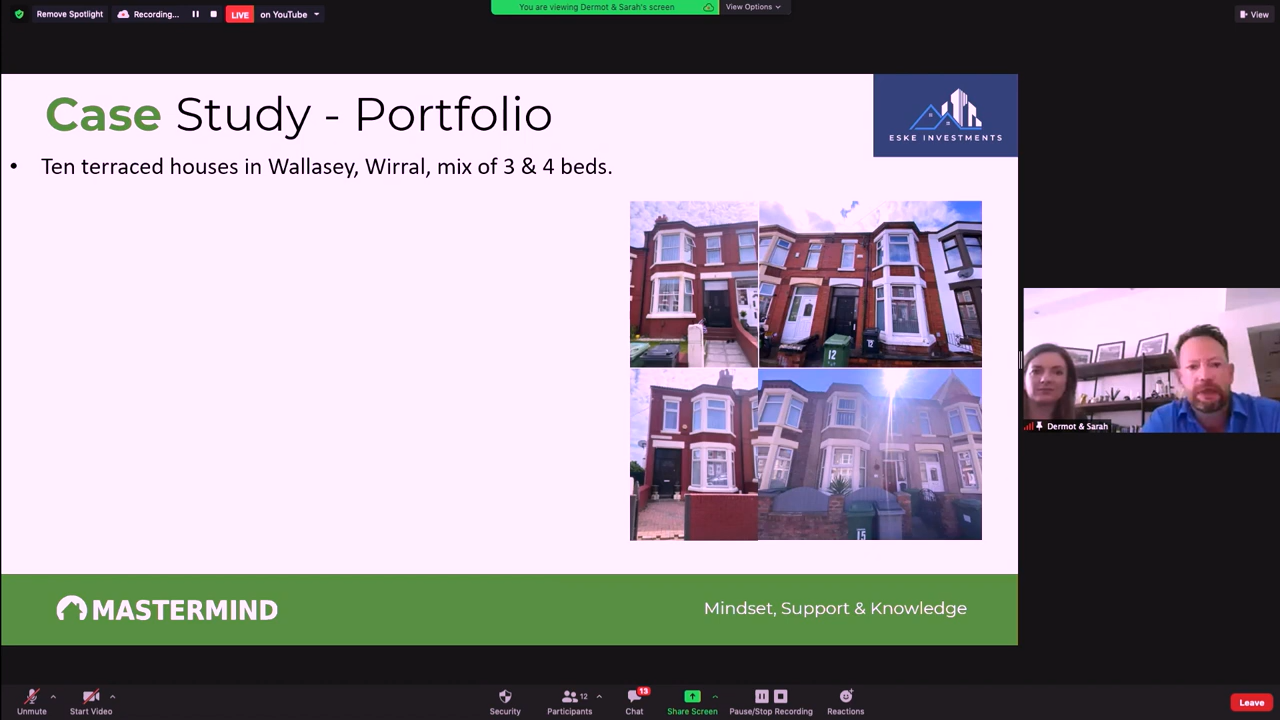 Remove Spotlight
Recording...
LIVE
on YouTube
You are viewing Dermot & Sarah's screen
View Options
View
Case Study - Portfolio
ESKE INVESTMENTS
• Ten terraced houses in Wallasey, Wirral, mix of 3 & 4 beds.
12
12
15
Dermot & Sarah
MASTERMIND
Mindset, Support & Knowledge
Unmute
Start Video
Security
12
Participants
13
Chat
Share Screen
Pause/Stop Recording
Reactions
Leave